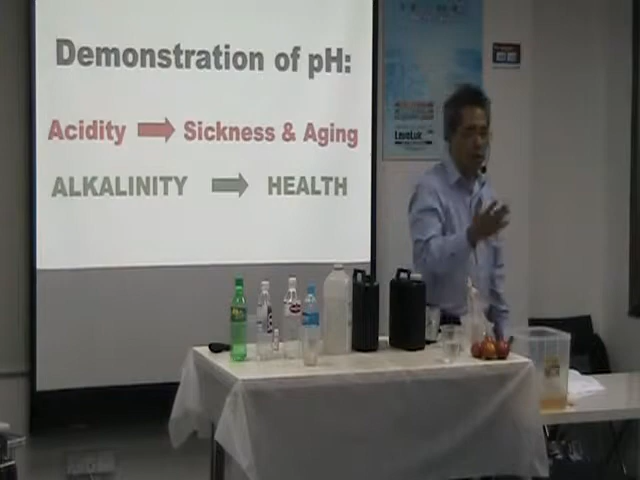 Demonstration of pH:
Acidity Sickness & Aging
ALKALINITY HEALTH
LeveLuk